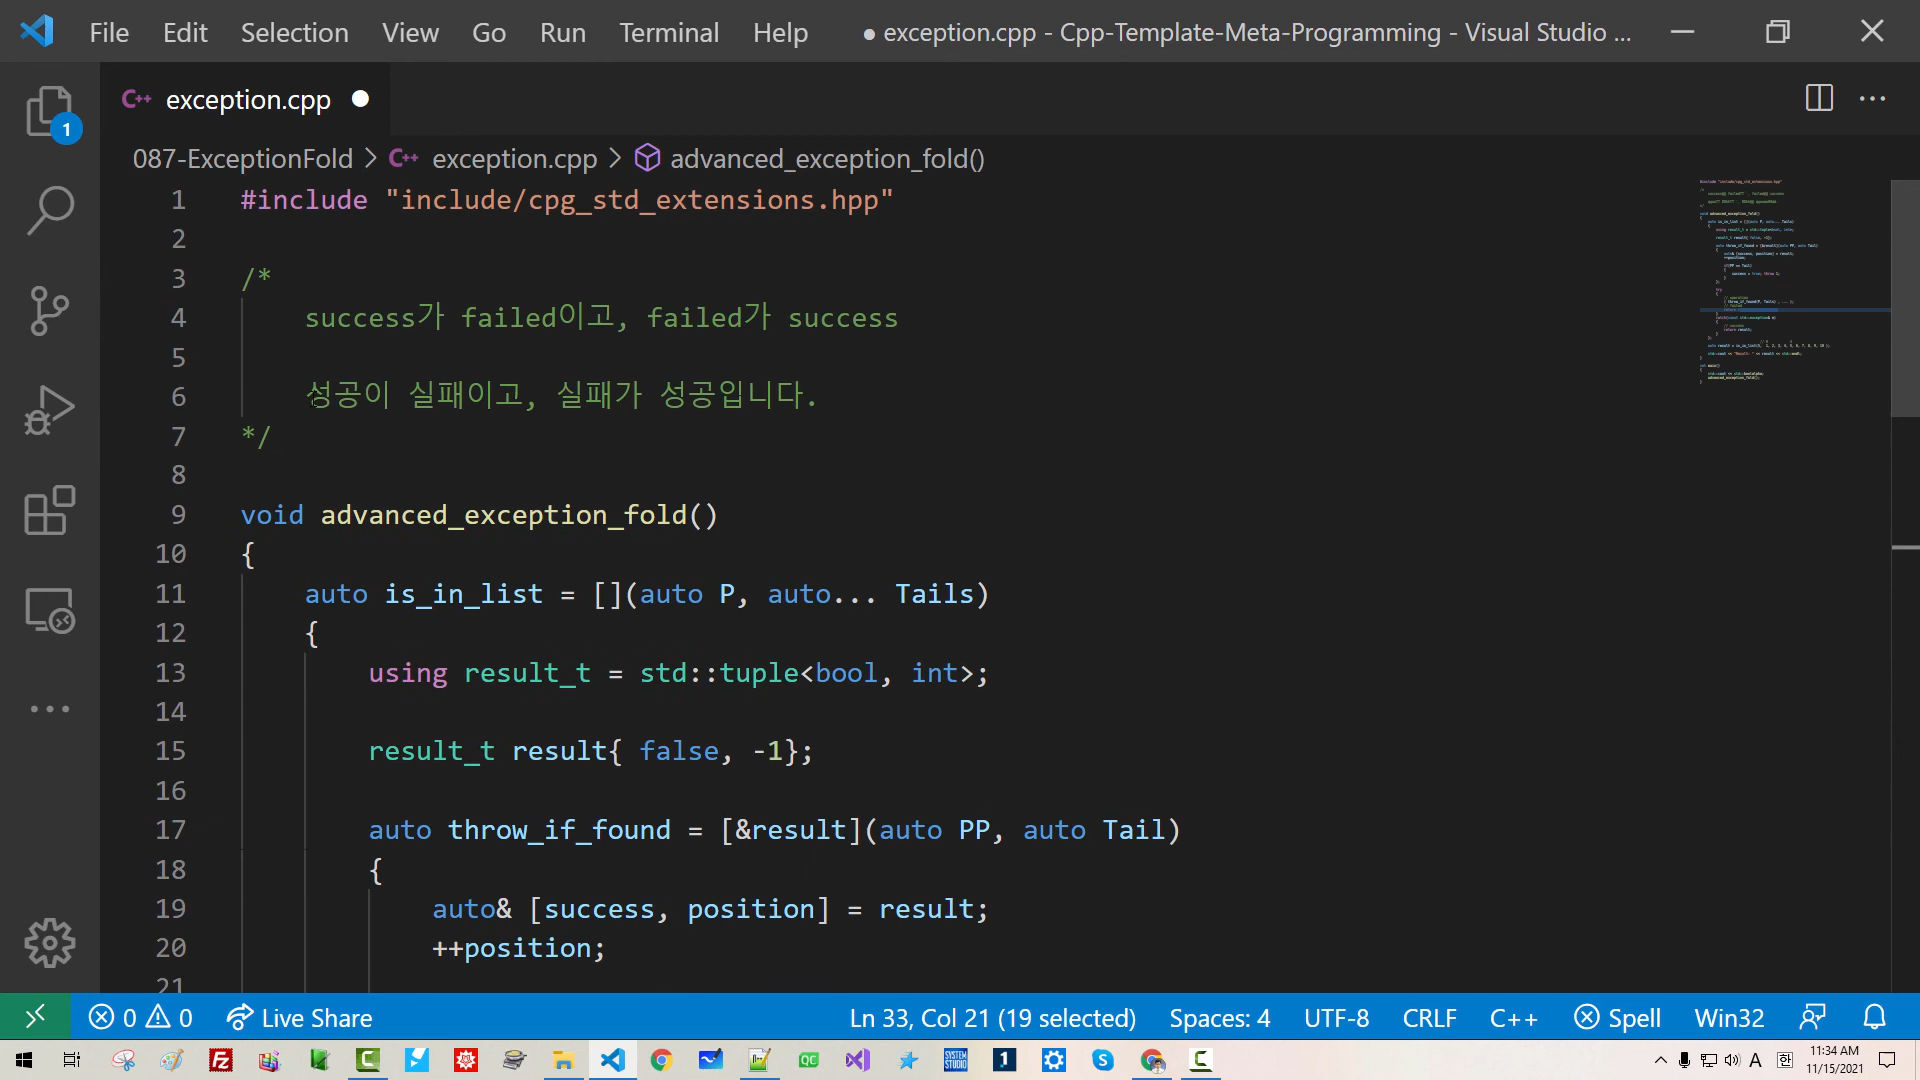 File Edit Selection View Go Run Terminal Help ● exception.cpp - Cpp-Template-Meta-Programming - Visual Studio ...
C++ exception.cpp ●
1
087-ExceptionFold > C++ exception.cpp > advanced_exception_fold()
1 #include "include/cpg_std_extensions.hpp"
2
3 /*
4 success가 failed이고, failed가 success
5
6 성공이 실패이고, 실패가 성공입니다.
7 */
8
9 void advanced_exception_fold()
10 {
11 auto is_in_list = [](auto P, auto... Tails)
12 {
13 using result_t = std::tuple<bool, int>;
14
15 result_t result{ false, -1};
16
17 auto throw_if_found = [&result](auto PP, auto Tail)
18 {
19 auto& [success, position] = result;
20 ++position;
21
0 0 Live Share Ln 33, Col 21 (19 selected) Spaces: 4 UTF-8 CRLF C++ Spell Win32
A 한 11:34 AM
11/15/2021